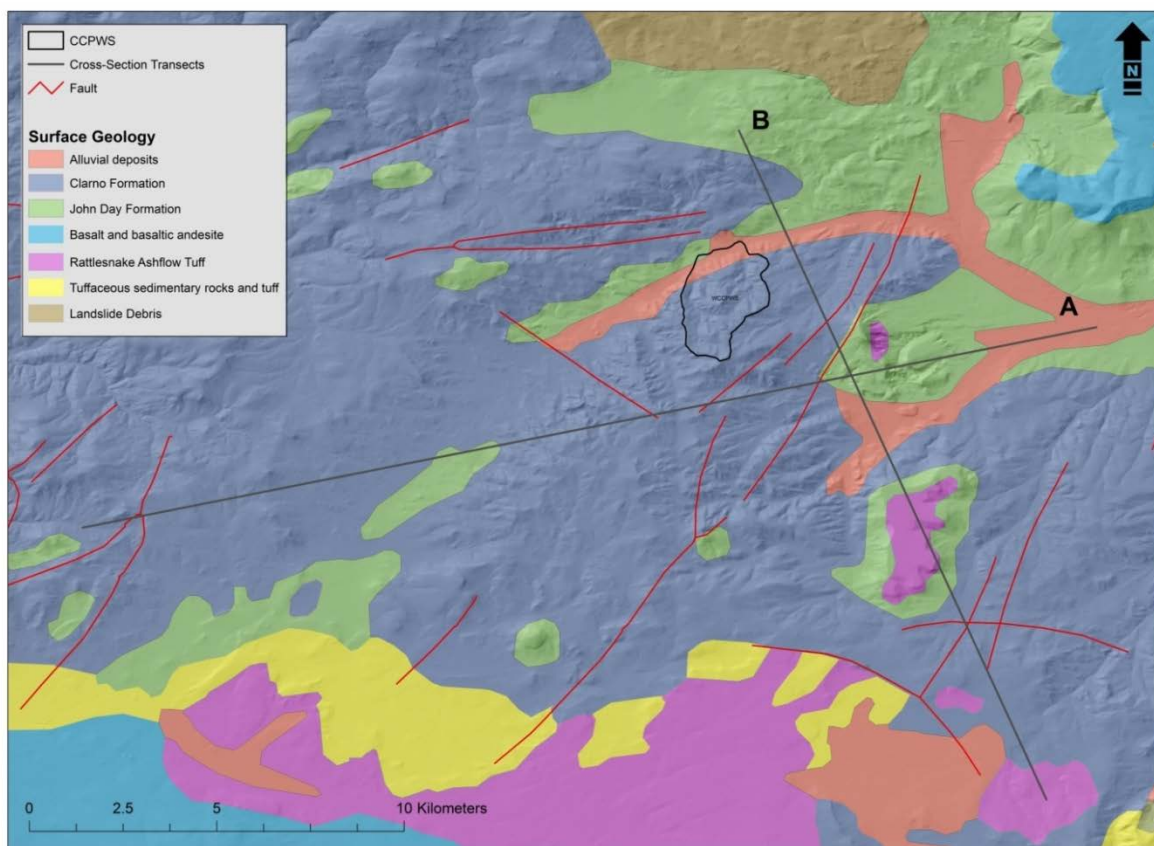 CCPWS
Cross-Section Transects
Fault
Surface Geology
Alluvial deposits
Clarno Formation
John Day Formation
Basalt and basaltic andesite
Rattlesnake Ashflow Tuff
Tuffaceous sedimentary rocks and tuff
Landslide Debris
N
B
WCCPWS
A
0 2.5 5 10 Kilometers